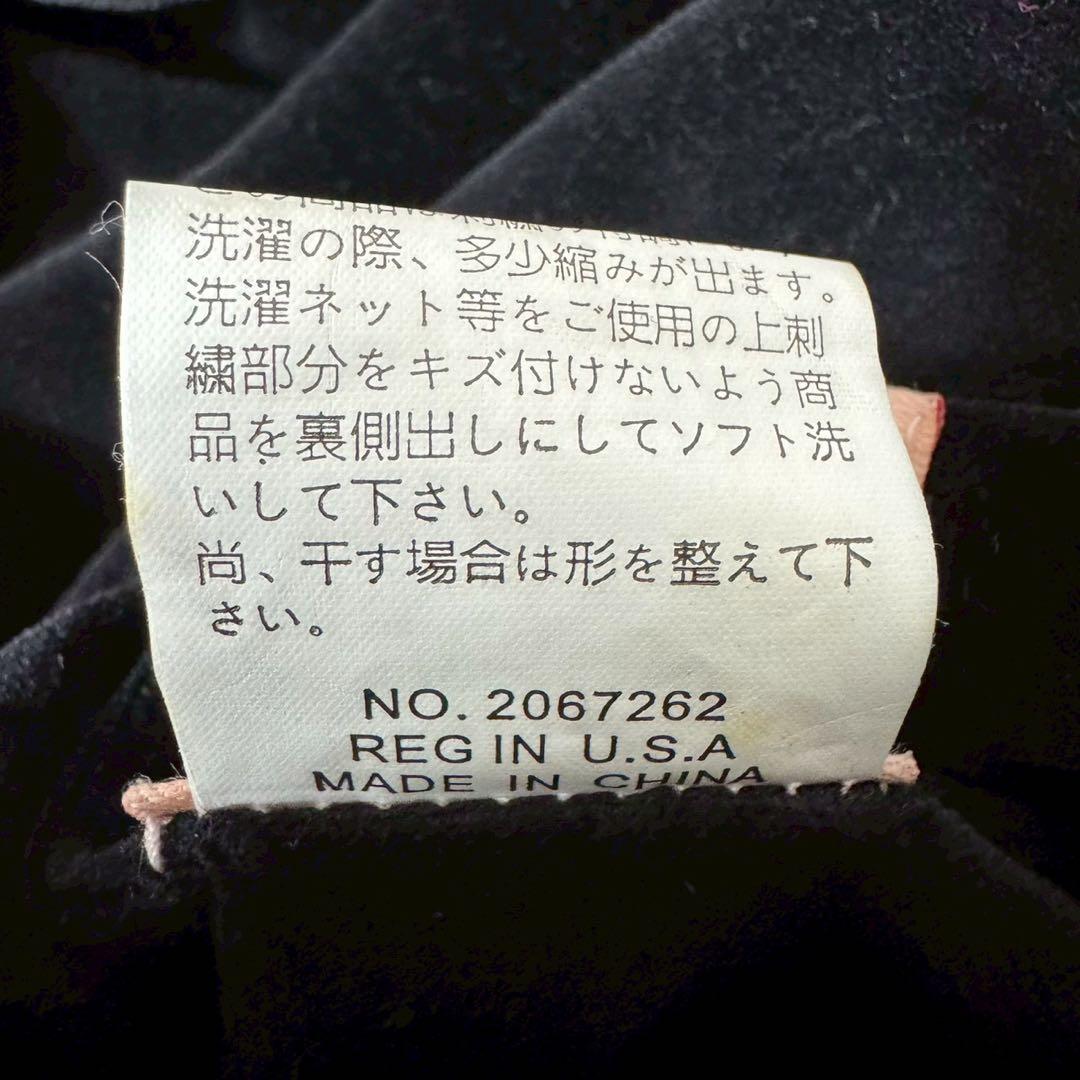 洗濯の際、多少縮みが出ます。
洗濯ネット等をご使用の上刺
繍部分をキズ付けないよう商
品を裏側出しにしてソフト洗
いして下さい。
尚、干す場合は形を整えて下
さい。
NO. 2067262
REG IN U.S.A
MADE IN CHINA